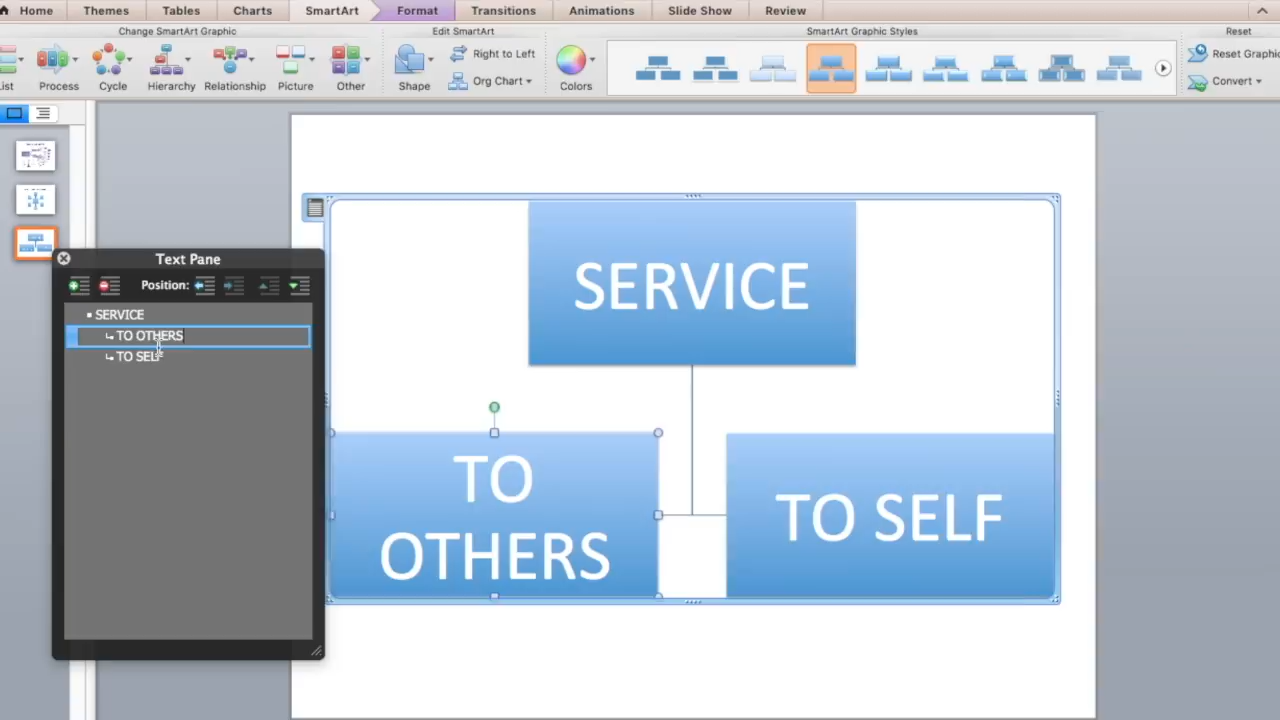 Home Themes Tables Charts SmartArt Format Transitions Animations Slide Show Review
Change SmartArt Graphic Edit SmartArt SmartArt Graphic Styles Reset
Right to Left
Reset Graphic
Org Chart
Convert
List Process Cycle Hierarchy Relationship Picture Other Shape Colors
Text Pane
Position:
SERVICE
TO OTHERS
TO SELF
SERVICE
TO
OTHERS
TO SELF